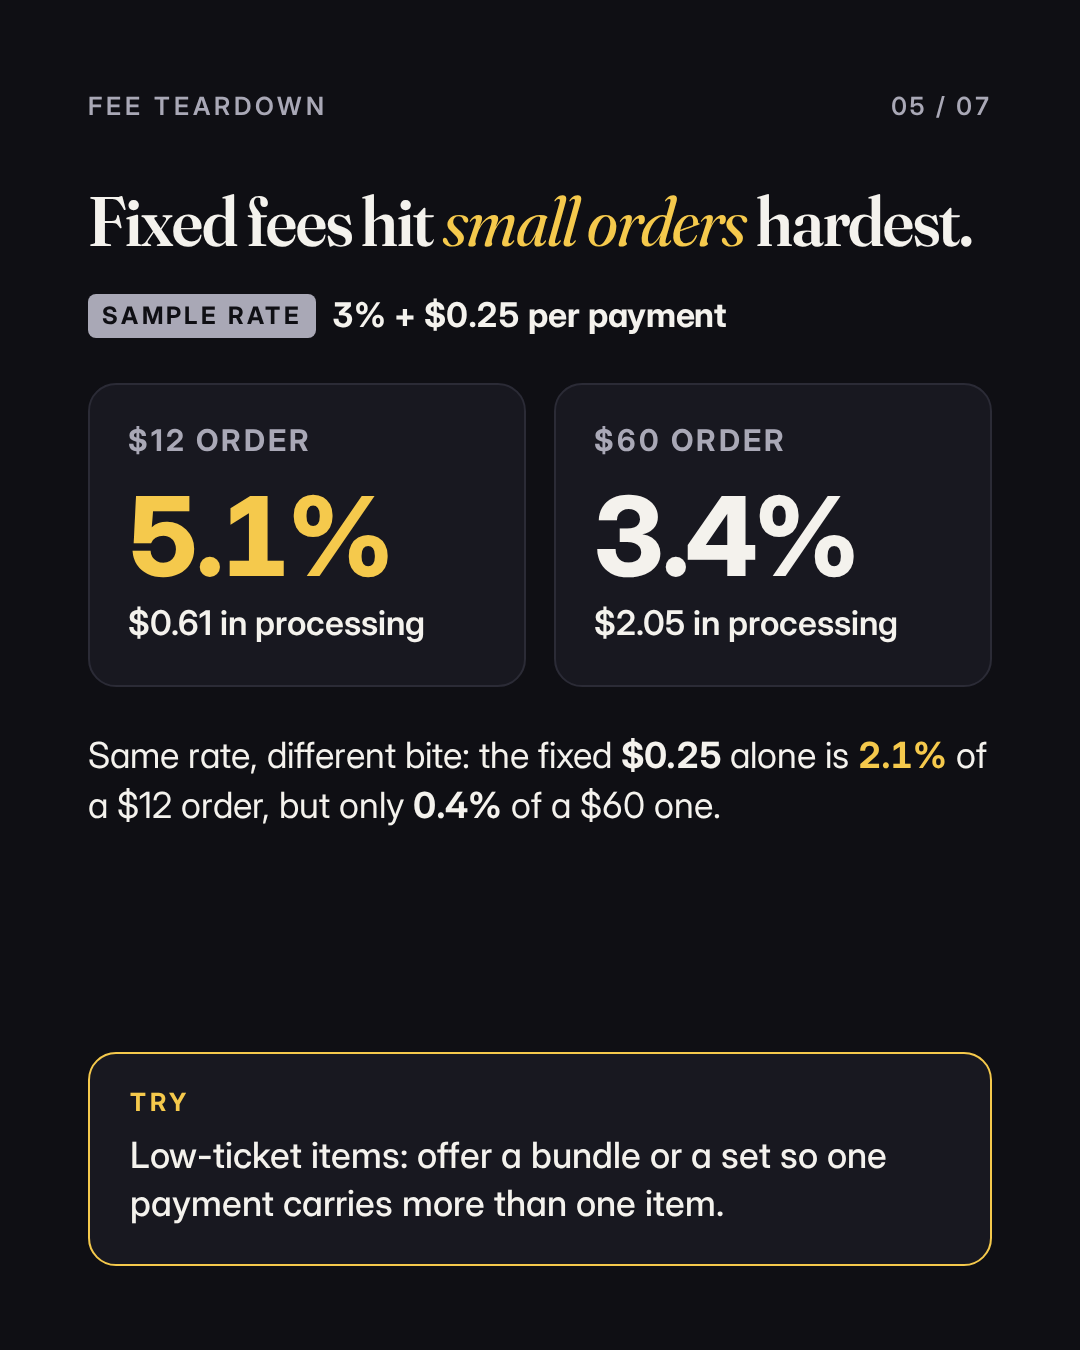 FEE TEARDOWN
05 / 07
Fixed fees hit small orders hardest.
SAMPLE RATE 3% + $0.25 per payment
$12 ORDER
5.1%
$0.61 in processing
$60 ORDER
3.4%
$2.05 in processing
Same rate, different bite: the fixed $0.25 alone is 2.1% of
a $12 order, but only 0.4% of a $60 one.
TRY
Low-ticket items: offer a bundle or a set so one
payment carries more than one item.